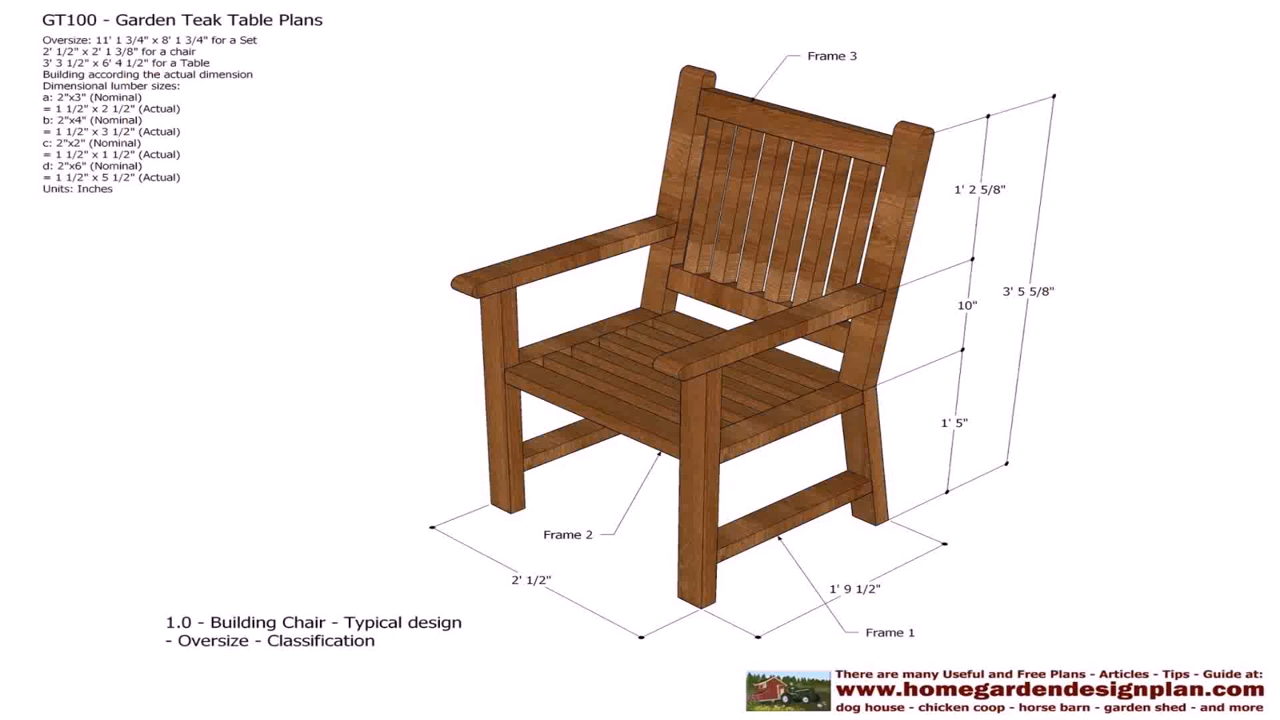 GT100 - Garden Teak Table Plans
Oversize: 11' 1 3/4" x 8' 1 3/4" for a Set
2' 1/2" x 2' 1 3/8" for a chair
3' 3 1/2" x 6' 4 1/2" for a Table
Building according the actual dimension
Dimensional lumber sizes:
a: 2"x3" (Nominal)
= 1 1/2" x 2 1/2" (Actual)
b: 2"x4" (Nominal)
= 1 1/2" x 3 1/2" (Actual)
c: 2"x2" (Nominal)
= 1 1/2" x 1 1/2" (Actual)
d: 2"x6" (Nominal)
= 1 1/2" x 5 1/2" (Actual)
Units: Inches
Frame 3
1' 2 5/8"
3' 5 5/8"
10"
1' 5"
Frame 2
2' 1/2"
1' 9 1/2"
Frame 1
1.0 - Building Chair - Typical design
- Oversize - Classification
There are many Useful and Free Plans - Articles - Tips - Guide at:
www.homegardendesignplan.com
dog house - chicken coop - horse barn - garden shed - and more